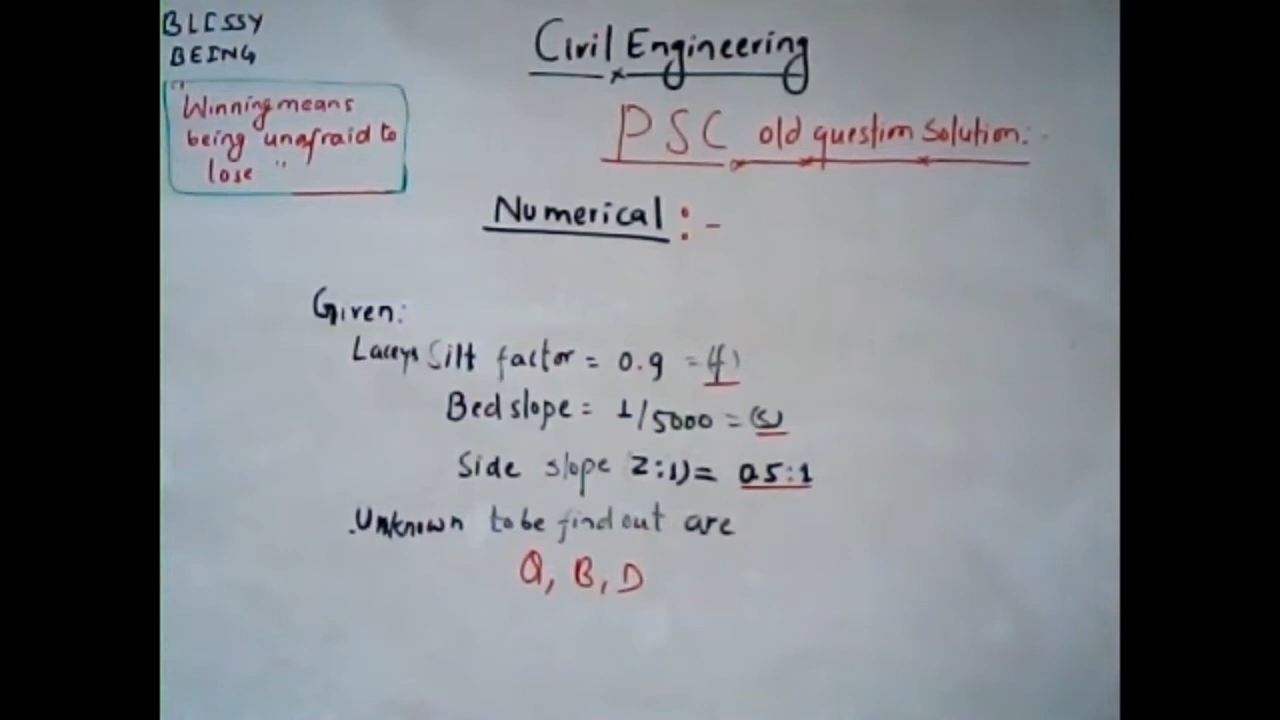 BLESSY
BEING
"Winning means
being unafraid to
lose"
Civil Engineering
PSC old question solution:-
Numerical :-
Given:
Laceys Silt factor = 0.9 = (f)
Bed slope = 1/5000 = (S)
Side slope Z:1) = 0.5:1
.Unknown to be find out are
Q, B, D